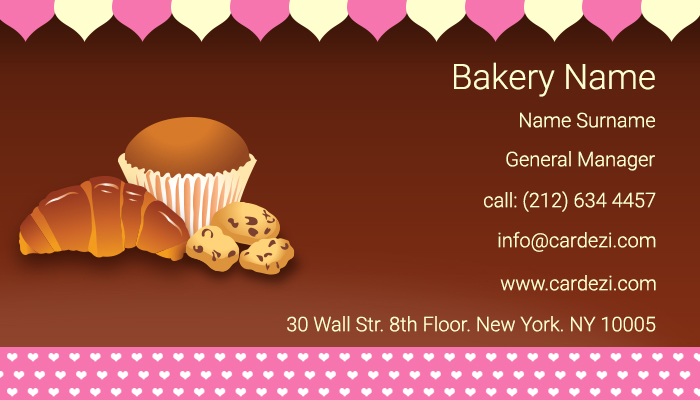 Bakery Name
Name Surname
General Manager
call: (212) 634 4457
info@cardezi.com
www.cardezi.com
30 Wall Str. 8th Floor. New York. NY 10005